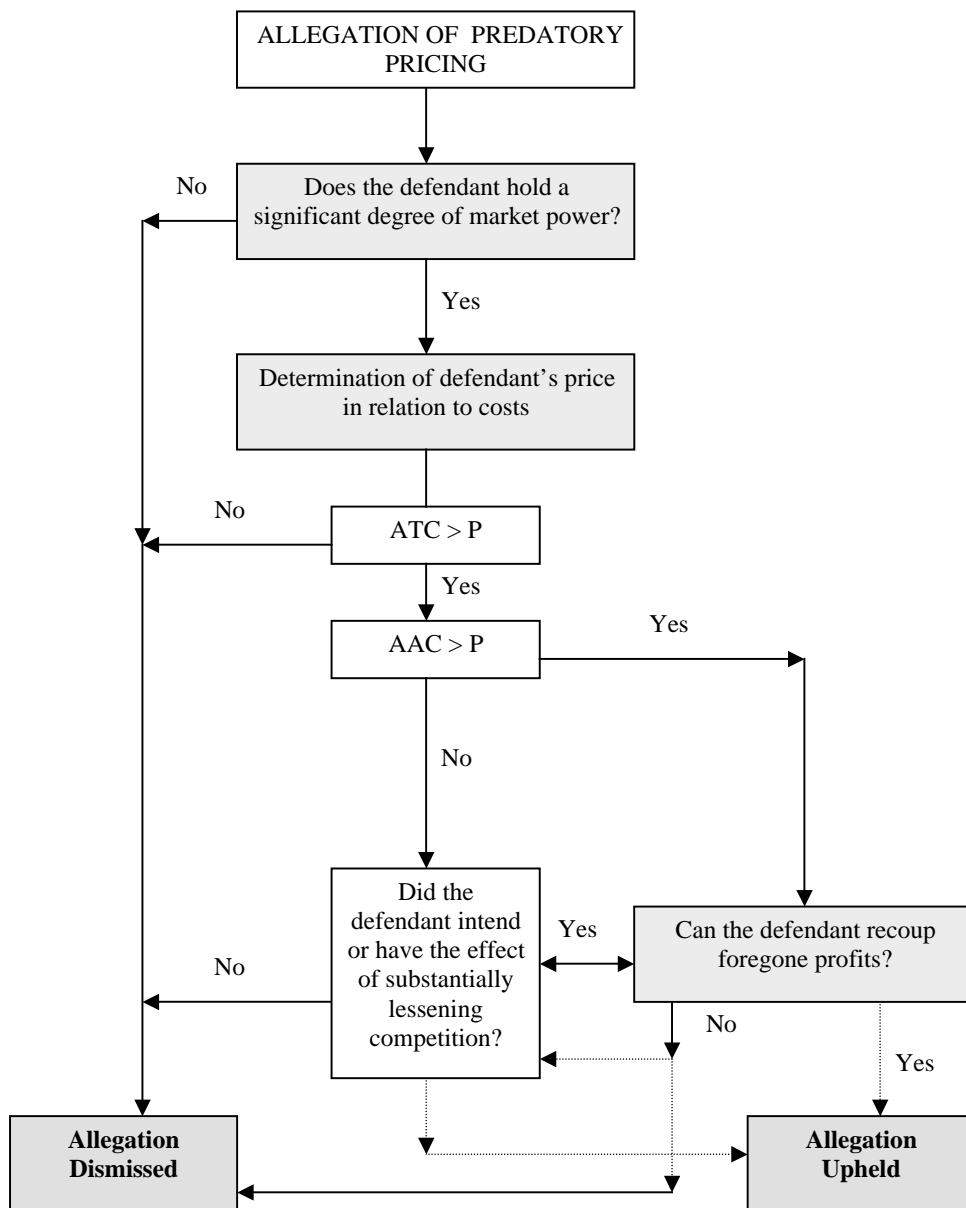 ALLEGATION OF PREDATORY
PRICING
No
Does the defendant hold a
significant degree of market power?
Yes
Determination of defendant’s price
in relation to costs
No
ATC > P
Yes
AAC > P
Yes
No
Did the
defendant intend
or have the effect
of substantially
lessening
competition?
Yes
Can the defendant recoup
foregone profits?
No
No
Yes
Allegation
Dismissed
Allegation
Upheld